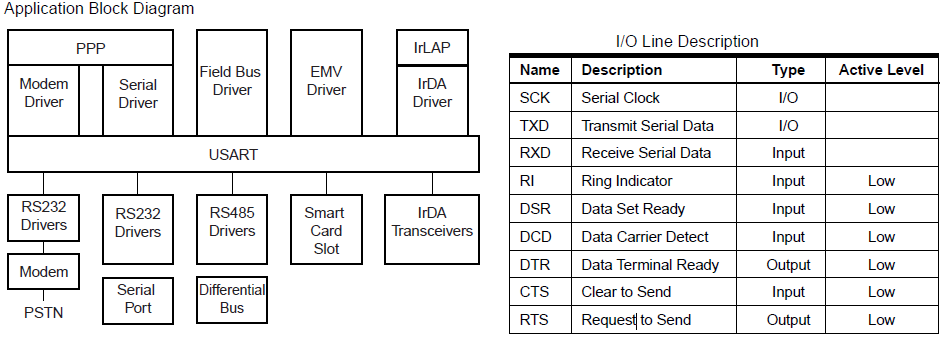 Application Block Diagram
PPP
IrLAP
Modem
Driver
Serial
Driver
Field Bus
Driver
EMV
Driver
IrDA
Driver
USART
RS232
Drivers
RS232
Drivers
RS485
Drivers
Smart
Card
Slot
IrDA
Transceivers
Modem
Serial
Port
Differential
Bus
PSTN
I/O Line Description
Name Description Type Active Level
SCK Serial Clock I/O
TXD Transmit Serial Data I/O
RXD Receive Serial Data Input
RI Ring Indicator Input Low
DSR Data Set Ready Input Low
DCD Data Carrier Detect Input Low
DTR Data Terminal Ready Output Low
CTS Clear to Send Input Low
RTS Request to Send Output Low